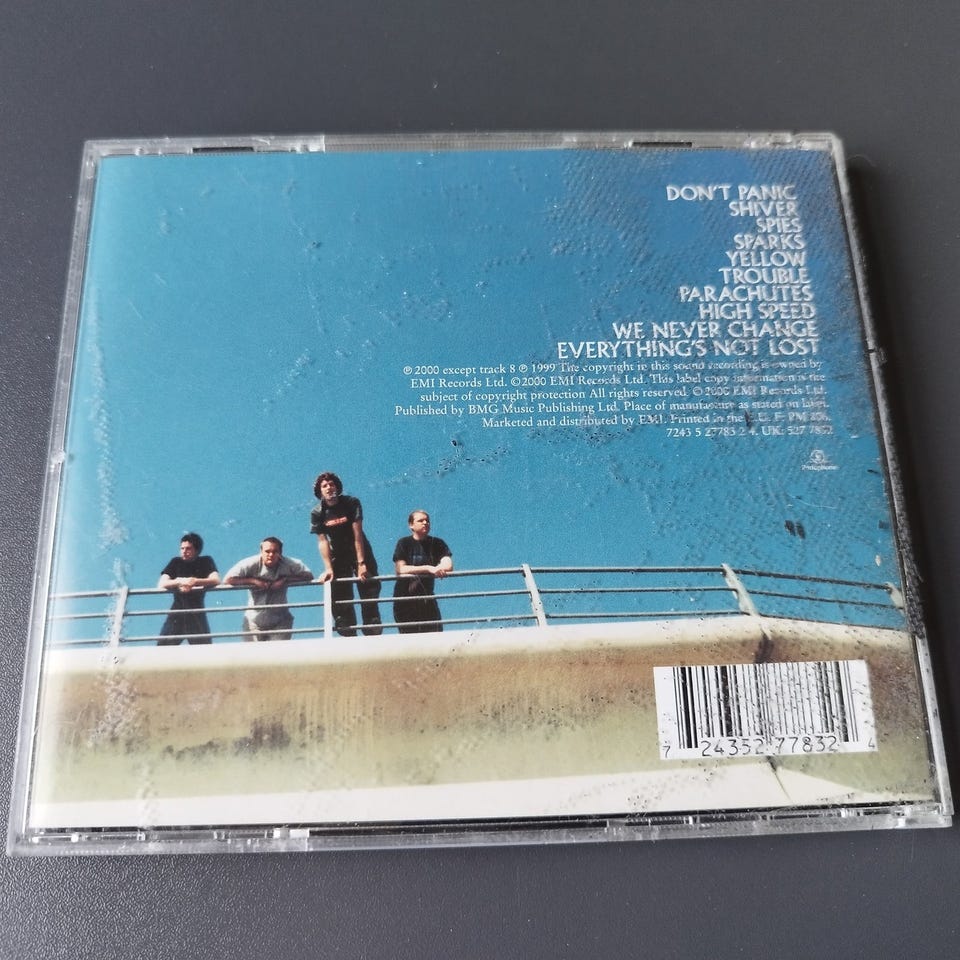 DON'T PANIC
SHIVER
SPIES
SPARKS
YELLOW
TROUBLE
PARACHUTES
HIGH SPEED
WE NEVER CHANGE
EVERYTHING'S NOT LOST
℗ 2000 except track 8 ℗ 1999 The copyright in this sound recording is owned by
EMI Records Ltd. © 2000 EMI Records Ltd. This label copy information is the
subject of copyright protection All rights reserved. © 2000 EMI Records Ltd.
Published by BMG Music Publishing Ltd. Place of manufacture as stated on label.
Marketed and distributed by EMI. Printed in the E.U. F: PM
7243 5 27783 2 4. UK: 527 7832
Parlophone
7 24352 77832 4